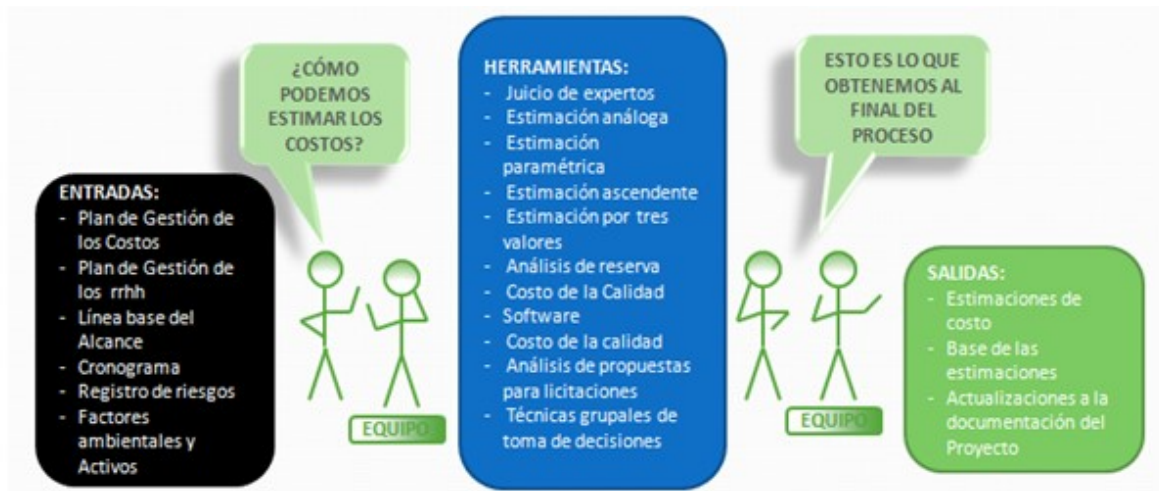 ¿CÓMO
PODEMOS
ESTIMAR LOS
COSTOS?
ENTRADAS:
- Plan de Gestión de
los Costos
- Plan de Gestión de
los rrhh
- Línea base del
Alcance
- Cronograma
- Registro de riesgos
- Factores
ambientales y
Activos
EQUIPO
HERRAMIENTAS:
- Juicio de expertos
- Estimación análoga
- Estimación
paramétrica
- Estimación ascendente
- Estimación por tres
valores
- Análisis de reserva
- Costo de la Calidad
- Software
- Costo de la calidad
- Análisis de propuestas
para licitaciones
- Técnicas grupales de
toma de decisiones
ESTO ES LO QUE
OBTENEMOS AL
FINAL DEL
PROCESO
EQUIPO
SALIDAS:
- Estimaciones de
costo
- Base de las
estimaciones
- Actualizaciones a la
documentación del
Proyecto